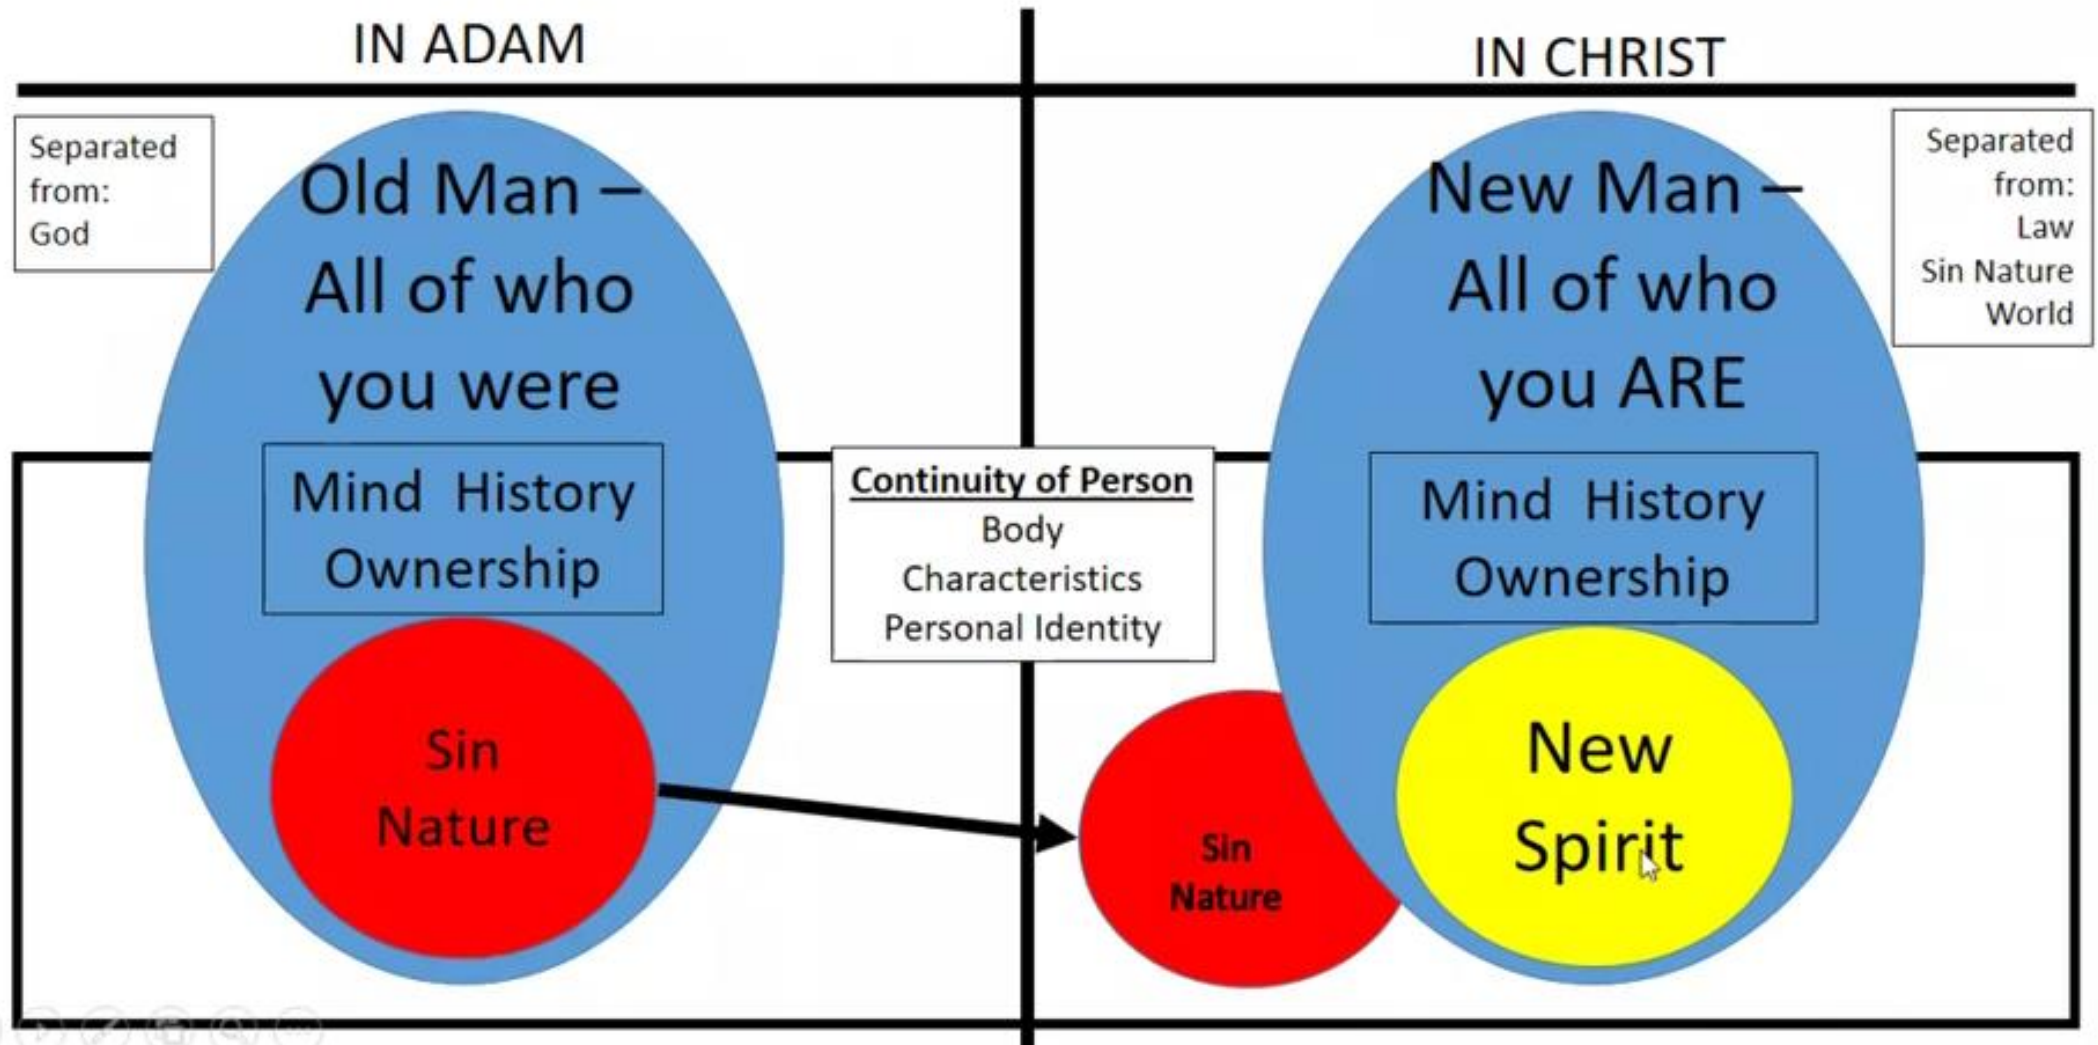 IN ADAM
IN CHRIST
Separated
from:
God
Old Man –
All of who
you were
Mind History
Ownership
Sin
Nature
Continuity of Person
Body
Characteristics
Personal Identity
Sin
Nature
New Man –
All of who
you ARE
Mind History
Ownership
New
Spirit
Separated
from:
Law
Sin Nature
World